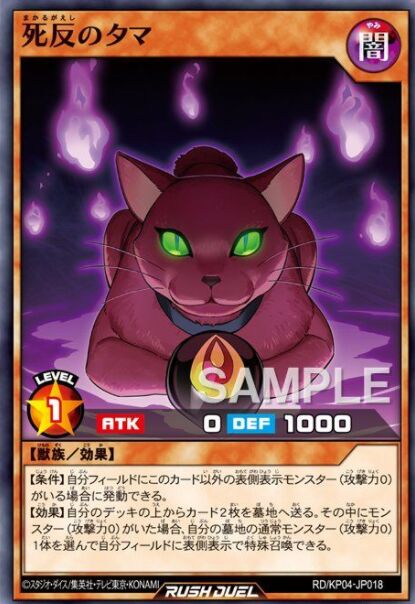 まかるがえし
死反のタマ
やみ
闇
SAMPLE
LEVEL
1
ATK 0 DEF 1000
【獣族／効果】
【条件】自分フィールドにこのカード以外の表側表示モンスター（攻撃力0）
がいる場合に発動できる。
【効果】自分のデッキの上からカード2枚を墓地へ送る。その中にモン
スター（攻撃力0）がいた場合、自分の墓地の通常モンスター（攻撃力0）
1体を選んで自分フィールドに表側表示で特殊召喚できる。
©スタジオ・ダイス/集英社・テレビ東京・KONAMI
RUSH DUEL
RD/KP04-JP018